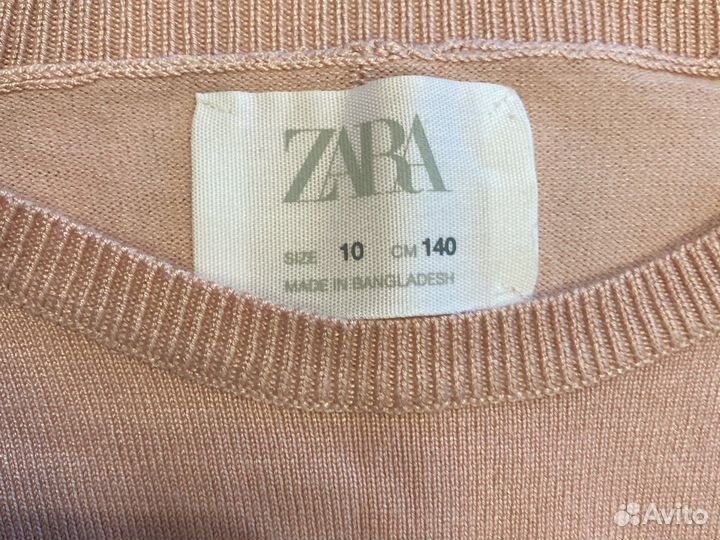 ZARA
SIZE 10 CM 140
MADE IN BANGLADESH
Avito